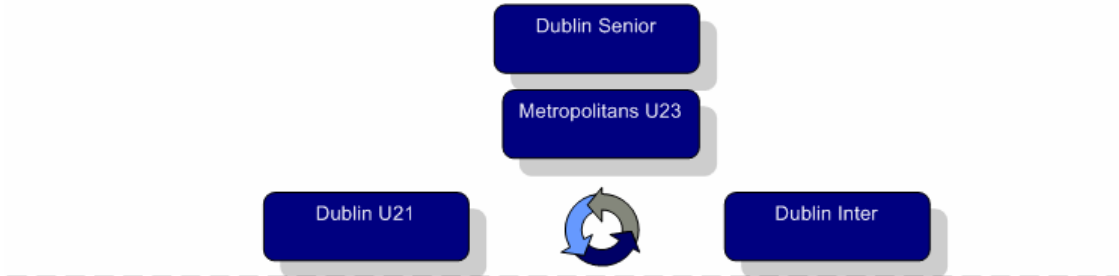 Dublin Senior
Metropolitans U23
Dublin U21
Dublin Inter